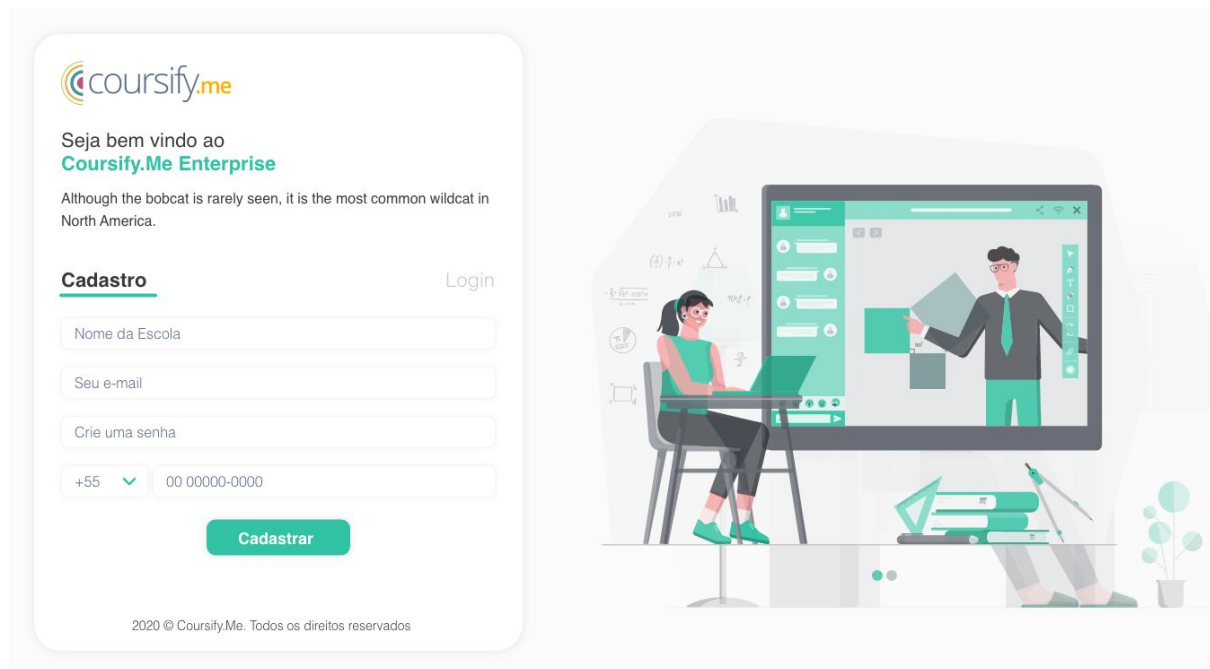 coursify.me
Seja bem vindo ao
Coursify.Me Enterprise
Although the bobcat is rarely seen, it is the most common wildcat in
North America.
Cadastro
Login
Nome da Escola
Seu e-mail
Crie uma senha
+55
00 00000-0000
Cadastrar
2020 © Coursify.Me. Todos os direitos reservados